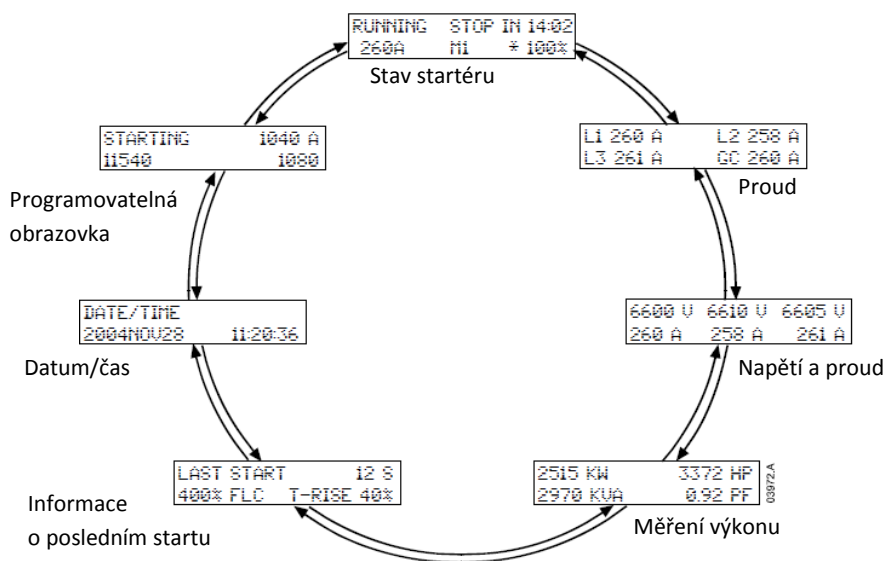 RUNNING STOP IN 14:02
260A M1 * 100%
Stav startéru
STARTING 1040 A
11540 1080
Programovatelná
obrazovka
L1 260 A L2 258 A
L3 261 A GC 260 A
Proud
DATE/TIME
2004NOV28 11:20:36
Datum/čas
6600 V 6610 V 6605 V
260 A 258 A 261 A
Napětí a proud
LAST START 12 S
400% FLC T-RISE 40%
Informace
o posledním startu
2515 KW 3372 HP
2970 KVA 0.92 PF
Měření výkonu
03972.A